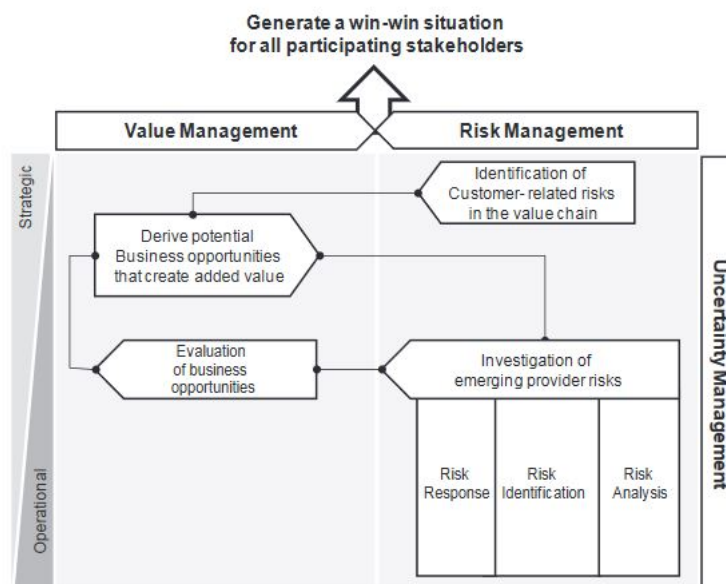 Generate a win-win situation
for all participating stakeholders
Value Management
Risk Management
Strategic
Identification of
Customer- related risks
in the value chain
Derive potential
Business opportunities
that create added value
Uncertainty Management
Evaluation
of business
opportunities
Investigation of
emerging provider risks
Operational
Risk
Response
Risk
Identification
Risk
Analysis